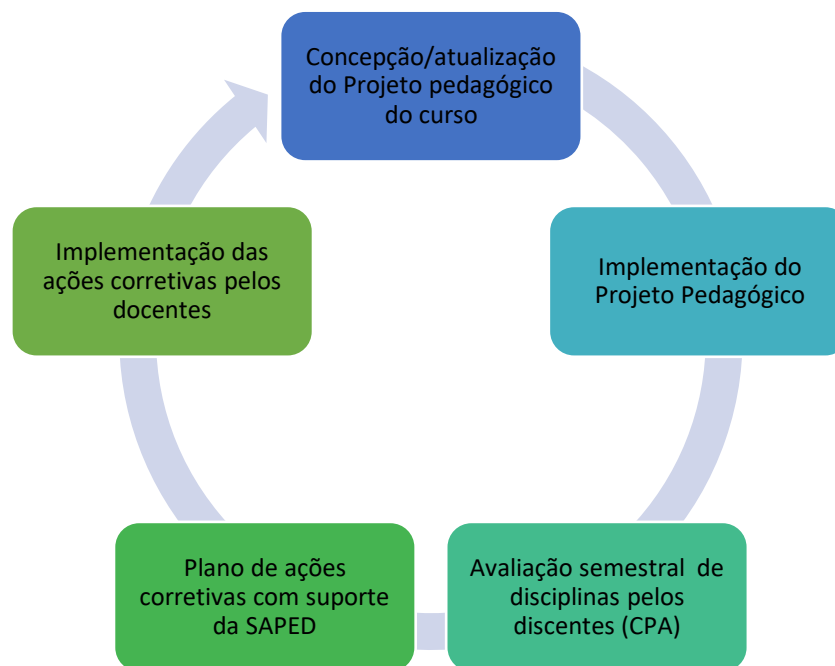 Concepção/atualização
do Projeto pedagógico
do curso
Implementação do
Projeto Pedagógico
Avaliação semestral de
disciplinas pelos
discentes (CPA)
Plano de ações
corretivas com suporte
da SAPED
Implementação das
ações corretivas pelos
docentes